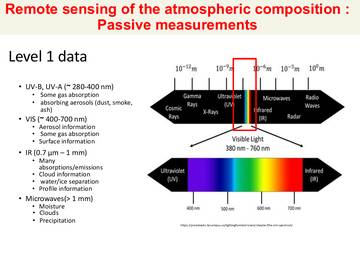 Remote sensing of the atmospheric composition :
Passive measurements
Level 1 data
• UV-B, UV-A (~ 280-400 nm)
• Some gas absorption
• absorbing aerosols (dust, smoke,
ash)
• VIS (~ 400-700 nm)
• Aerosol information
• Some gas absorption
• Surface information
• IR (0.7 μm – 1 mm)
• Many
absorptions/emissions
• Cloud information
• water/ice separation
• Profile information
• Microwaves(> 1 mm)
• Moisture
• Clouds
• Precipitation
10⁻¹²m 10⁻⁹m 10⁻⁶m 10⁻³m 10⁰m
Cosmic
Rays
Gamma
Rays
X-Rays
Ultraviolet
(UV)
Infrared
(IR)
Microwaves
Radar
Radio
Waves
Visible Light
380 nm - 760 nm
Ultraviolet
(UV)
Infrared
(IR)
400 nm 500 nm 600 nm 700 nm